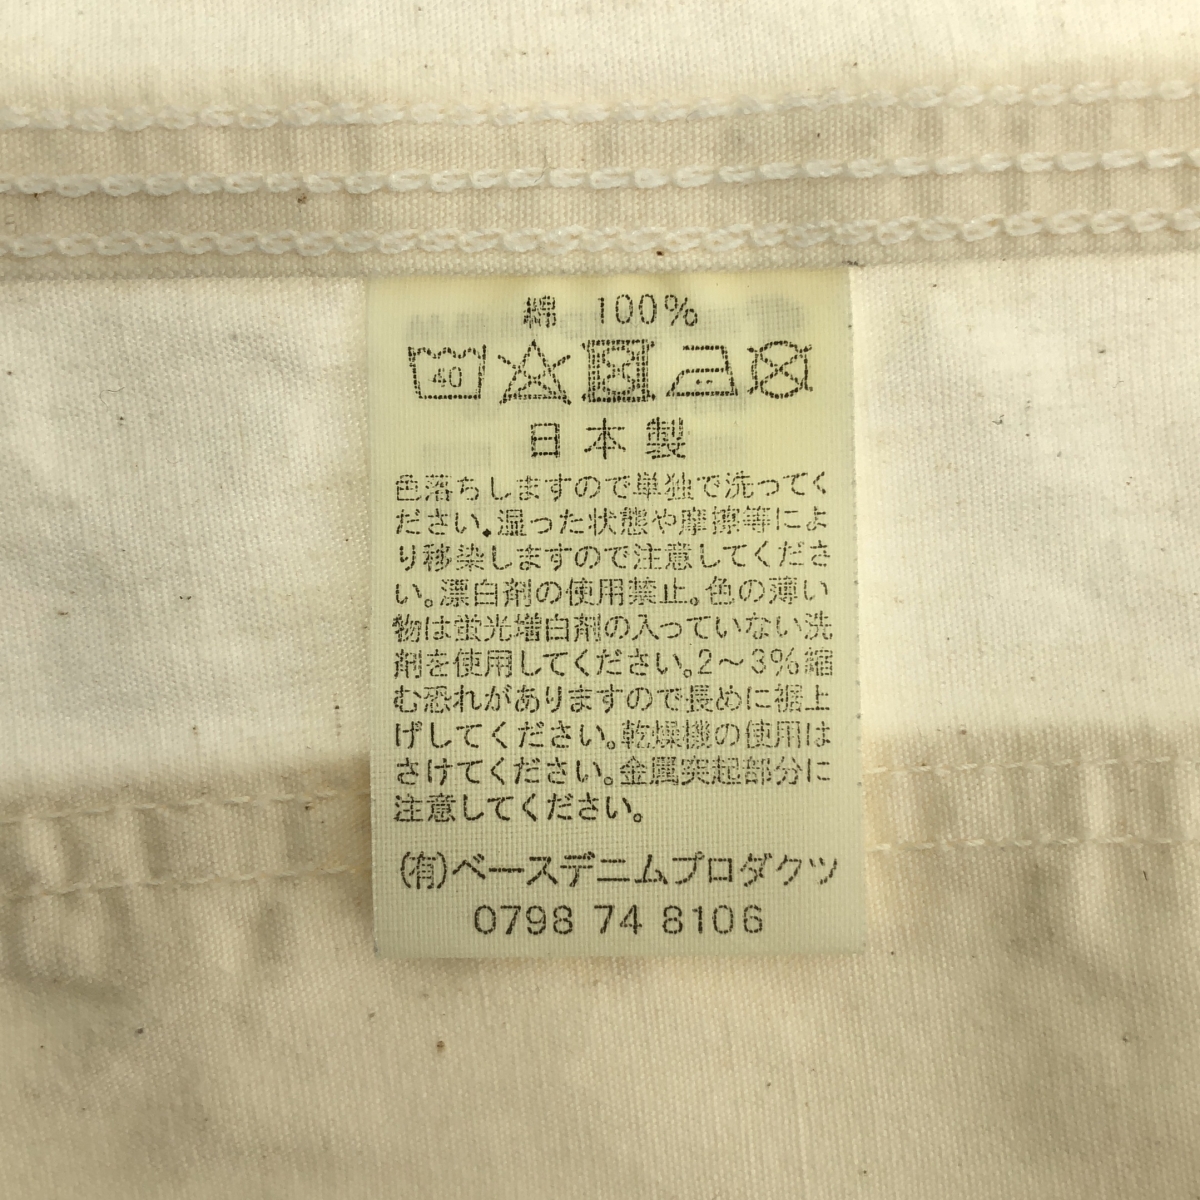 綿 100%
40
日本製
色落ちしますので単独で洗ってく
ださい。湿った状態や摩擦等によ
り移染しますので注意してくださ
い。漂白剤の使用禁止。色の薄い
物は蛍光増白剤の入っていない洗
剤を使用してください。2～3%縮
む恐れがありますので長めに裾上
げしてください。乾燥機の使用は
さけてください。金属突起部分に
注意してください。
(有)ベースデニムプロダクツ
0798 74 8106